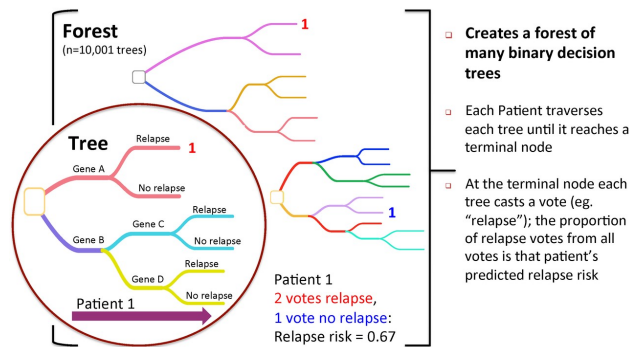 Forest
(n=10,001 trees)
1
Tree
Relapse
1
Gene A
No relapse
Relapse
Gene C
Gene B
No relapse
Relapse
Gene D
No relapse
Patient 1
1
Patient 1
2 votes relapse,
1 vote no relapse:
Relapse risk = 0.67
Creates a forest of
many binary decision
trees
Each Patient traverses
each tree until it reaches a
terminal node
At the terminal node each
tree casts a vote (eg.
“relapse”); the proportion
of relapse votes from all
votes is that patient’s
predicted relapse risk